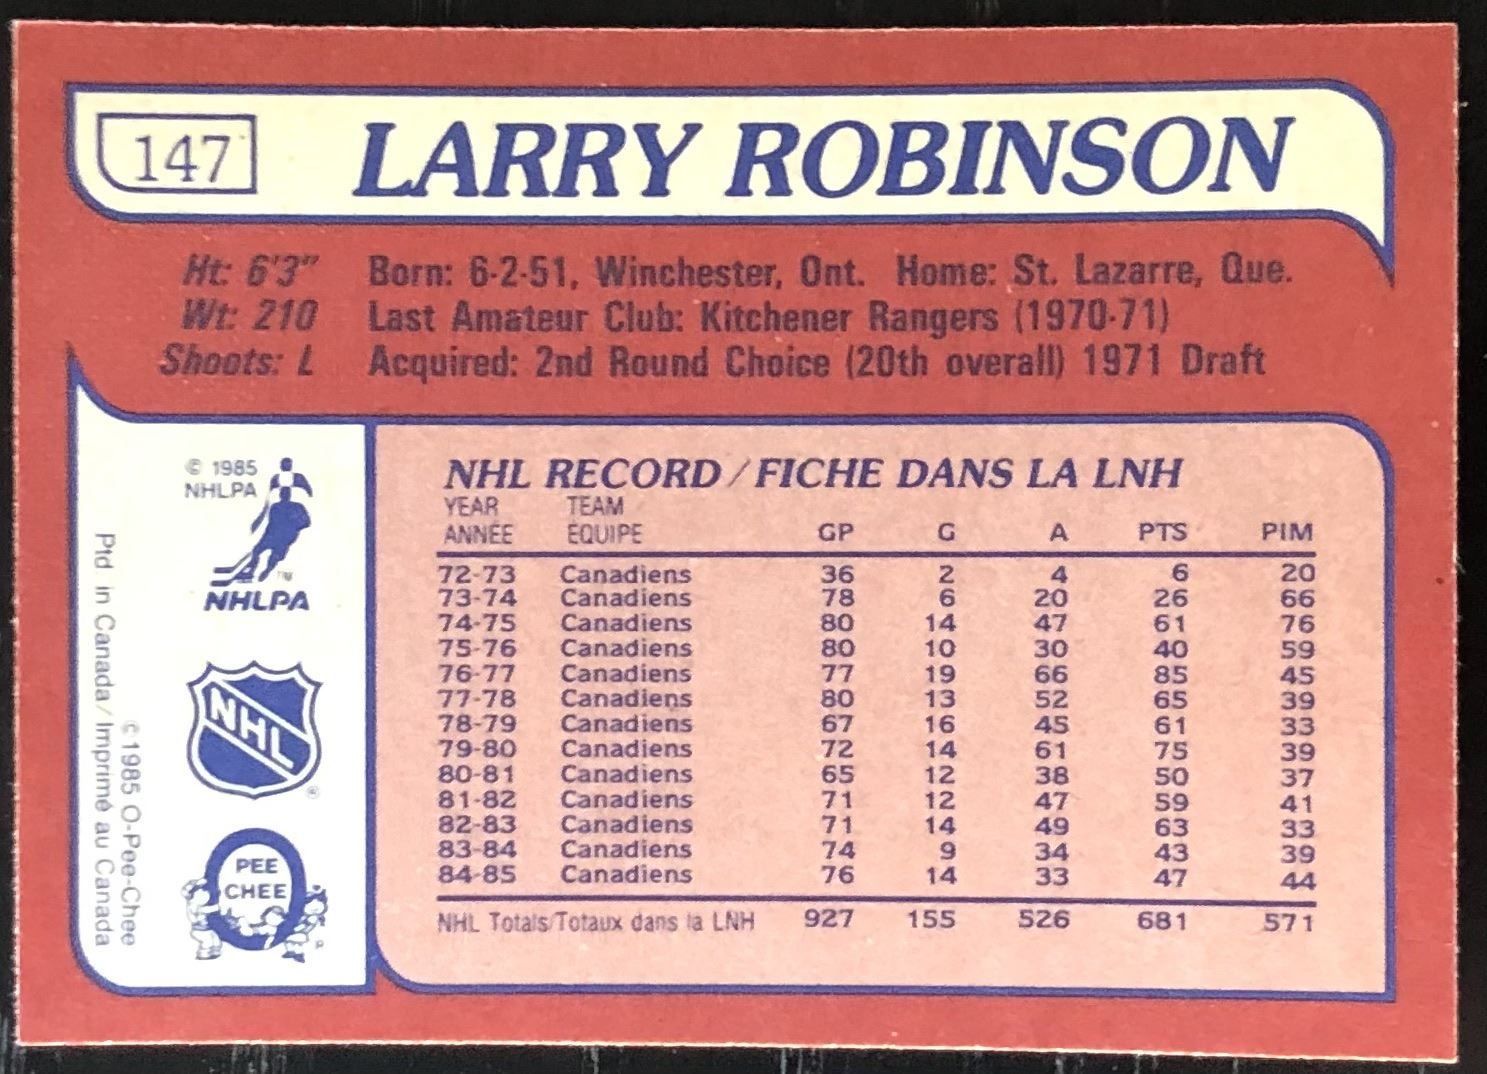 147 LARRY ROBINSON
Ht: 6'3" Born: 6-2-51, Winchester, Ont. Home: St. Lazarre, Que.
Wt: 210 Last Amateur Club: Kitchener Rangers (1970-71)
Shoots: L Acquired: 2nd Round Choice (20th overall) 1971 Draft
© 1985
NHLPA
TM
NHLPA
NHL
®
PEE
CHEE
© 1985 O-Pee-Chee
Ptd in Canada/Imprimé au Canada
NHL RECORD/FICHE DANS LA LNH
YEAR TEAM
ANNÉE ÉQUIPE GP G A PTS PIM
72-73 Canadiens 36 2 4 6 20
73-74 Canadiens 78 6 20 26 66
74-75 Canadiens 80 14 47 61 76
75-76 Canadiens 80 10 30 40 59
76-77 Canadiens 77 19 66 85 45
77-78 Canadiens 80 13 52 65 39
78-79 Canadiens 67 16 45 61 33
79-80 Canadiens 72 14 61 75 39
80-81 Canadiens 65 12 38 50 37
81-82 Canadiens 71 12 47 59 41
82-83 Canadiens 71 14 49 63 33
83-84 Canadiens 74 9 34 43 39
84-85 Canadiens 76 14 33 47 44
NHL Totals/Totaux dans la LNH 927 155 526 681 571